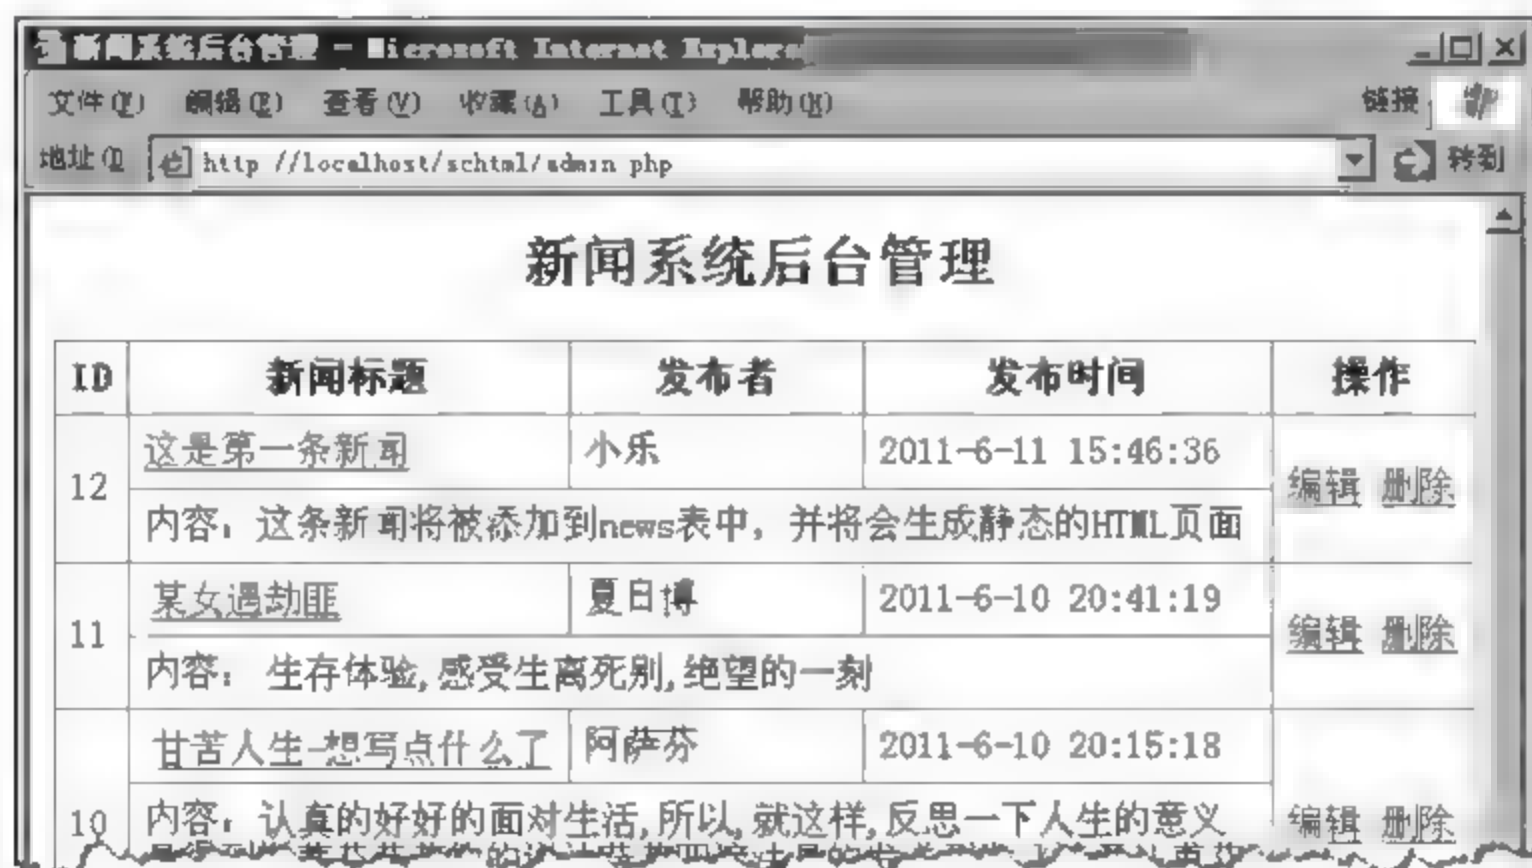 新闻系统后台管理 - Microsoft Internet Explorer
文件(F) 编辑(E) 查看(V) 收藏(A) 工具(T) 帮助(H) 链接
地址(D http //localhost/schtml/admin php 转到
新闻系统后台管理
ID 新闻标题 发布者 发布时间 操作
这是第一条新闻 小乐 2011-6-11 15:46:36
12 编辑 删除
内容：这条新闻将被添加到news表中，并将会生成静态的HTML页面
某女遇劫匪 夏日博 2011-6-10 20:41:19
11 编辑 删除
内容： 生存体验,感受生离死别,绝望的一刻
甘苦人生-想写点什么了 阿萨芬 2011-6-10 20:15:18
10 内容：认真的好好的面对生活,所以,就这样,反思一下人生的意义 编辑 删除